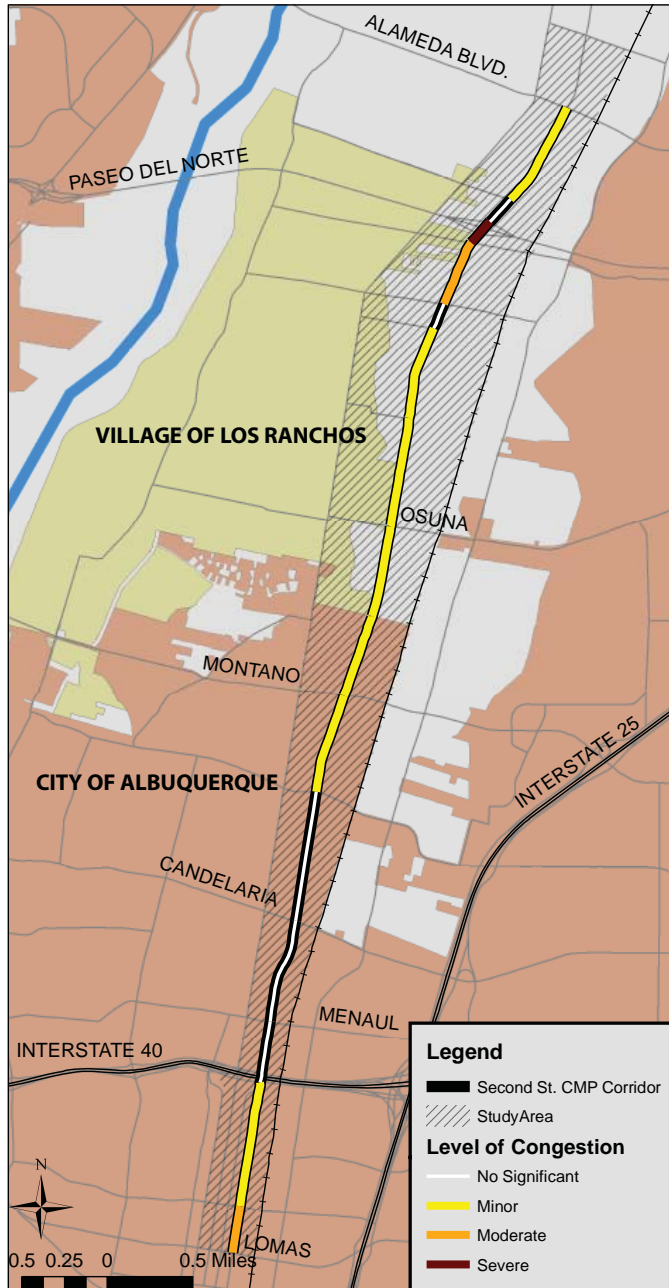 ALAMEDA BLVD.
PASEO DEL NORTE
VILLAGE OF LOS RANCHOS
OSUNA
MONTANO
INTERSTATE 25
CITY OF ALBUQUERQUE
CANDELARIA
MENAUL
INTERSTATE 40
Legend
Second St. CMP Corridor
StudyArea
Level of Congestion
No Significant
Minor
Moderate
Severe
N
LOMAS
0.5 0.25 0 0.5 Miles